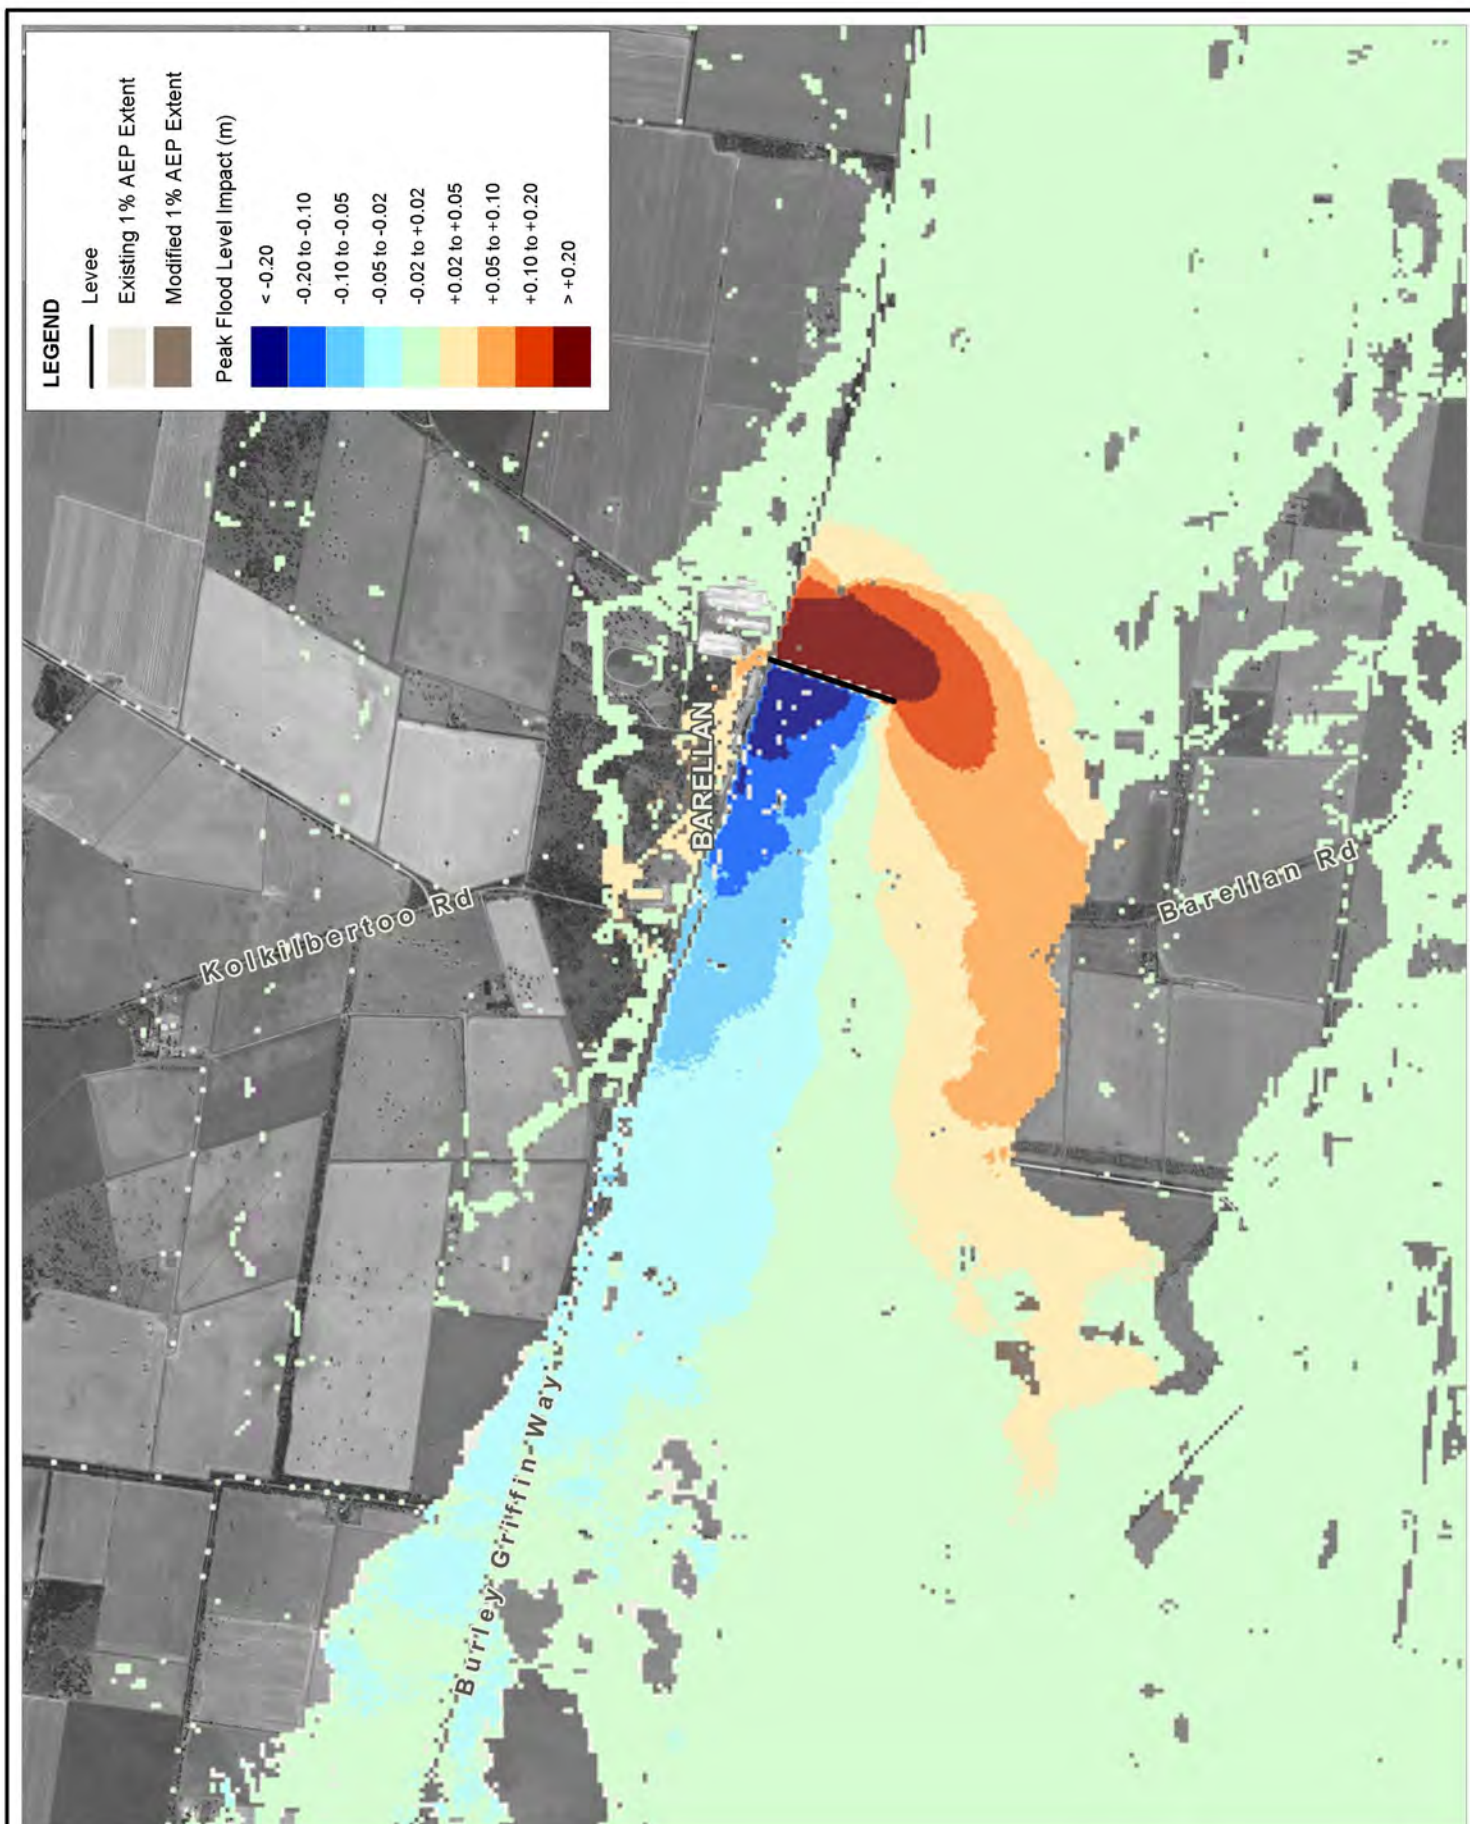 LEGEND
Levee
Existing 1% AEP Extent
Modified 1% AEP Extent
Peak Flood Level Impact (m)
< -0.20
-0.20 to -0.10
-0.10 to -0.05
-0.05 to -0.02
-0.02 to +0.02
+0.02 to +0.05
+0.05 to +0.10
+0.10 to +0.20
> +0.20
Kolkilbertoo Rd
BARELLAN
Barellan Rd
Burley Griffin Way